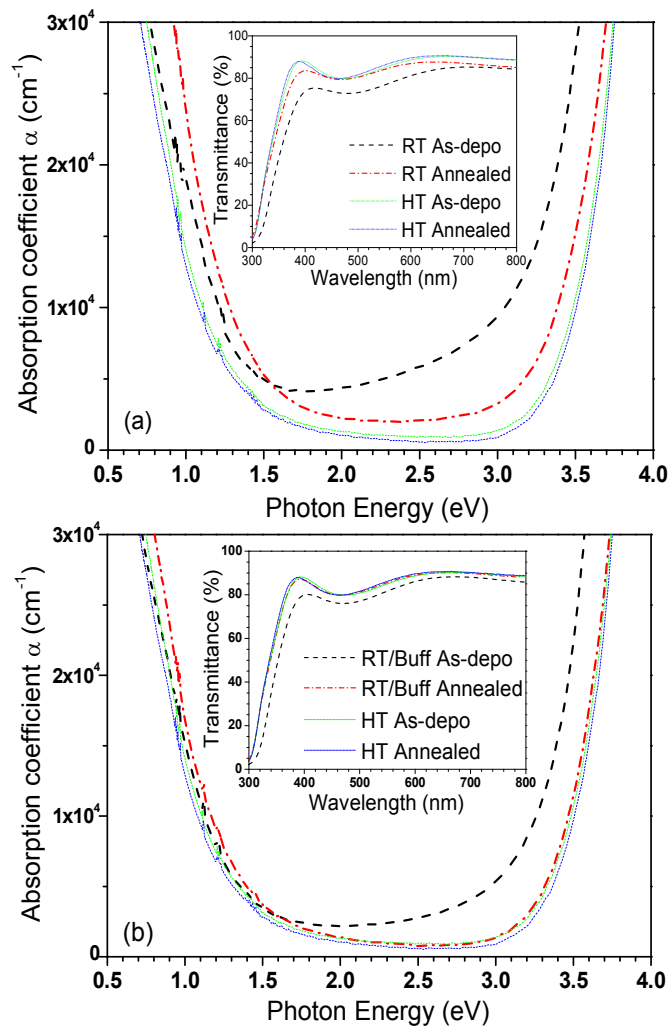 Absorption coefficient α (cm⁻¹)
3x10⁴
2x10⁴
1x10⁴
0
(a)
0.5 1.0 1.5 2.0 2.5 3.0 3.5 4.0
Photon Energy (eV)
Transmittance (%)
100
80
60
40
20
0
RT As-depo
RT Annealed
HT As-depo
HT Annealed
300 400 500 600 700 800
Wavelength (nm)
Absorption coefficient α (cm⁻¹)
3x10⁴
2x10⁴
1x10⁴
0
(b)
0.5 1.0 1.5 2.0 2.5 3.0 3.5 4.0
Photon Energy (eV)
Transmittance (%)
100
80
60
40
20
0
RT/Buff As-depo
RT/Buff Annealed
HT As-depo
HT Annealed
300 400 500 600 700 800
Wavelength (nm)